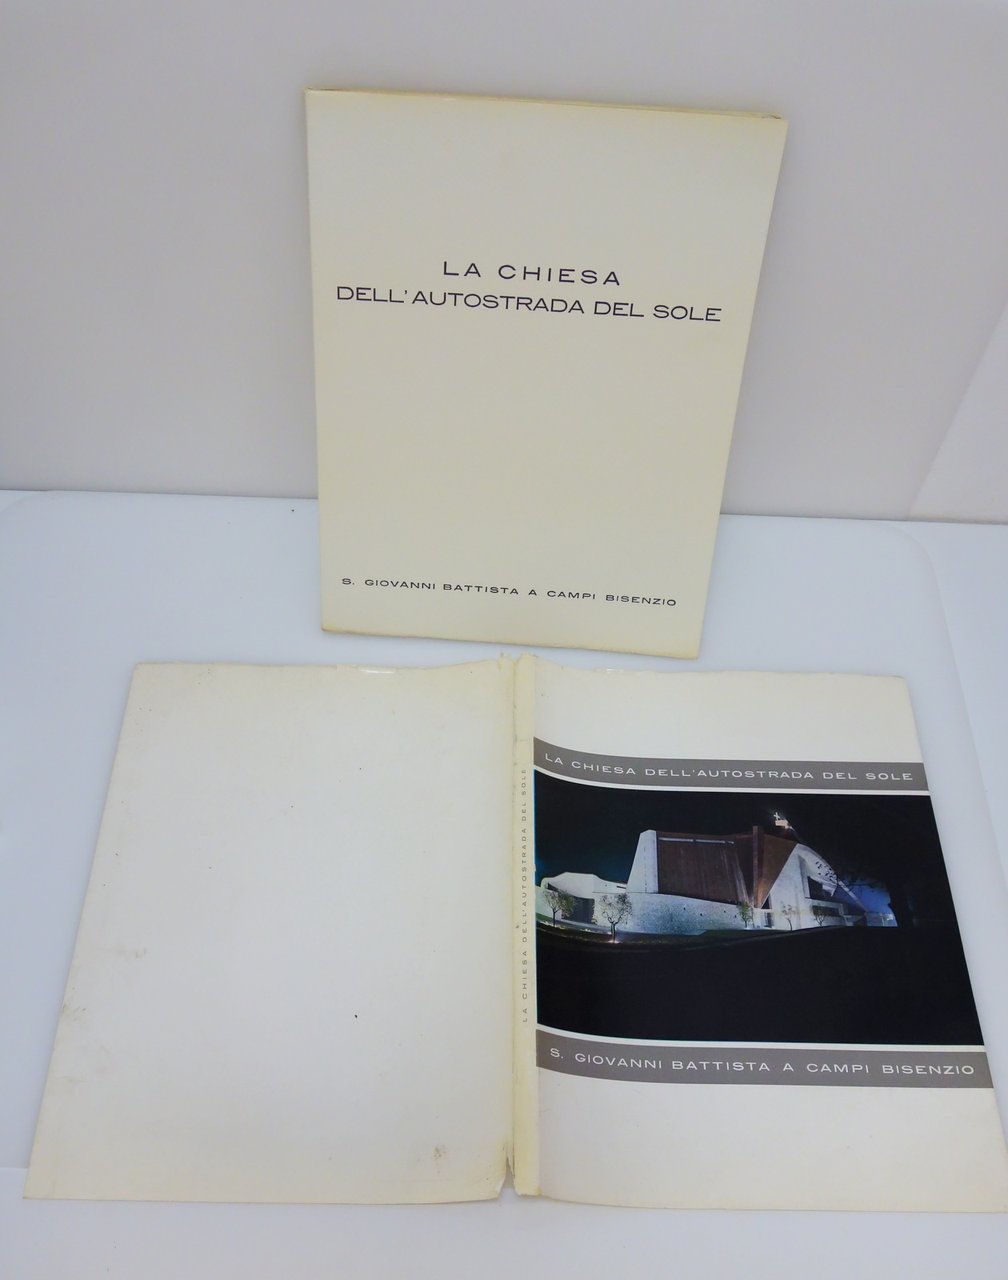 LA CHIESA
DELL'AUTOSTRADA DEL SOLE
S. GIOVANNI BATTISTA A CAMPI BISENZIO
LA CHIESA DELL'AUTOSTRADA DEL SOLE
LA CHIESA DELL'AUTOSTRADA DEL SOLE
S. GIOVANNI BATTISTA A CAMPI BISENZIO